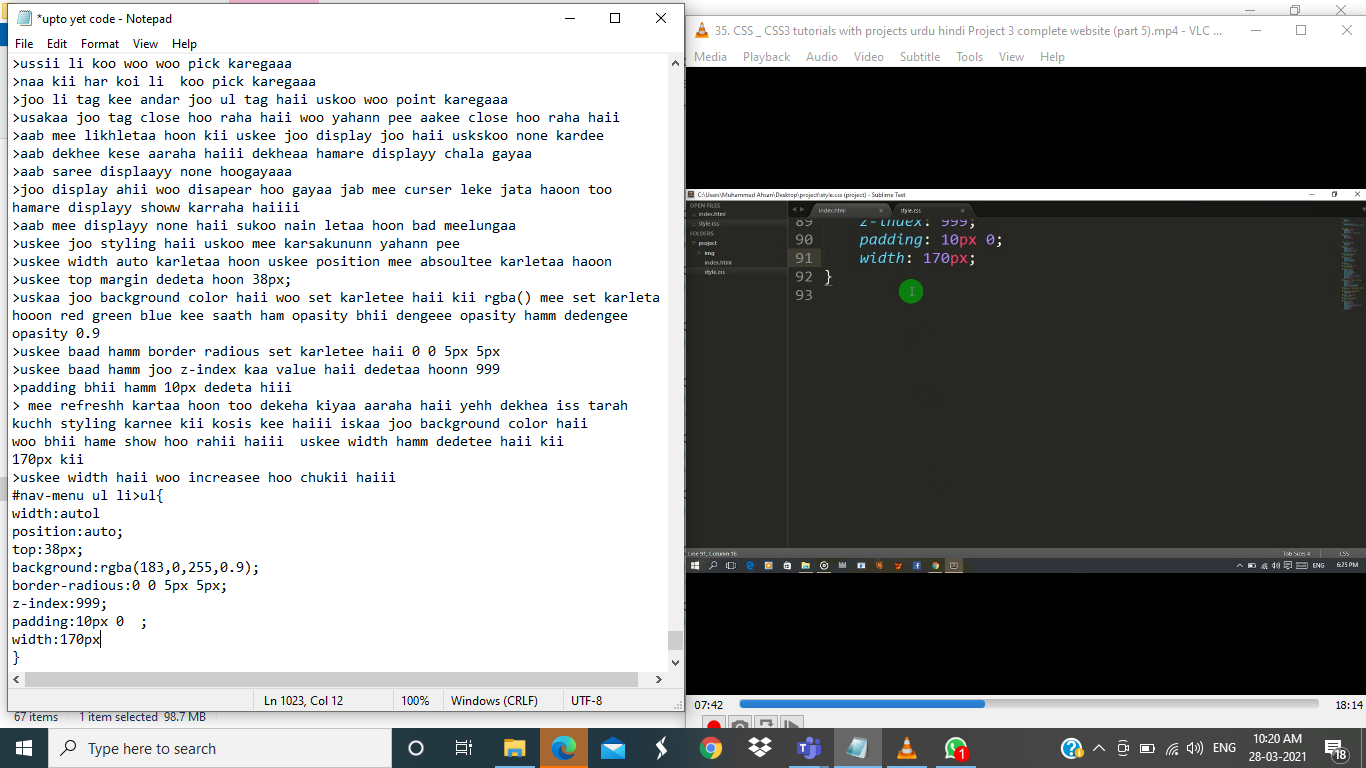 *upto yet code - Notepad
File Edit Format View Help
>ussii li koo woo woo pick karegaaa
>naa kii har koi li  koo pick karegaaa
>joo li tag kee andar joo ul tag haii uskoo woo point karegaaa
>usakaa joo tag close hoo raha haii woo yahann pee aakee close hoo raha haii
>aab mee likhletaa hoon kii uskee joo display joo haii uskskoo none kardee
>aab dekhee kese aaraha haiii dekheaa hamare displayy chala gayaa
>aab saree displaayy none hoogayaaa
>joo display ahii woo disapear hoo gayaa jab mee curser leke jata haoon too
hamare displayy showw karraha haiiii
>aab mee displayy none haii sukoo nain letaa hoon bad meelungaa
>uskee joo styling haii uskoo mee karsakununn yahann pee
>uskee width auto karletaa hoon uskee position mee absoultee karletaa haoon
>uskee top margin dedeta hoon 38px;
>uskaa joo background color haii woo set karletee haii kii rgba() mee set karleta
hooon red green blue kee saath ham opasity bhii dengeee opasity hamm dedengee
opasity 0.9
>uskee baad hamm border radious set karletee haii 0 0 5px 5px
>uskee baad hamm joo z-index kaa value haii dedetaa hoonn 999
>padding bhii hamm 10px dedeta hiii
> mee refreshh kartaa hoon too dekeha kiyaa aaraha haii yehh dekhea iss tarah
kuchh styling karnee kii kosis kee haiii iskaa joo background color haii
woo bhii hame show hoo rahii haiii  uskee width hamm dedetee haii kii
170px kii
>uskee width haii woo increasee hoo chukii haiii
#nav-menu ul li>ul{
width:autol
position:auto;
top:38px;
background:rgba(183,0,255,0.9);
border-radious:0 0 5px 5px;
z-index:999;
padding:10px 0  ;
width:170px
}
Ln 1023, Col 12 100% Windows (CRLF) UTF-8
67 items 1 item selected 98.7 MB
35. CSS _ CSS3 tutorials with projects urdu hindi Project 3 complete website (part 5).mp4 - VLC ...
Media Playback Audio Video Subtitle Tools View Help
C:\Users\Muhammad Ahsan\Desktop\project\style.css (project) - Sublime Text
OPEN FILES
index.html
style.css
FOLDERS
project
img
index.html
style.css
index.html style.css
89 z-index: 999;
90 padding: 10px 0;
91 width: 170px;
92 }
93
Line 91, Column 16 Tab Size: 4 CSS
ENG 6:25 PM
07:42 18:14
Type here to search
1
ENG 10:20 AM
28-03-2021
18